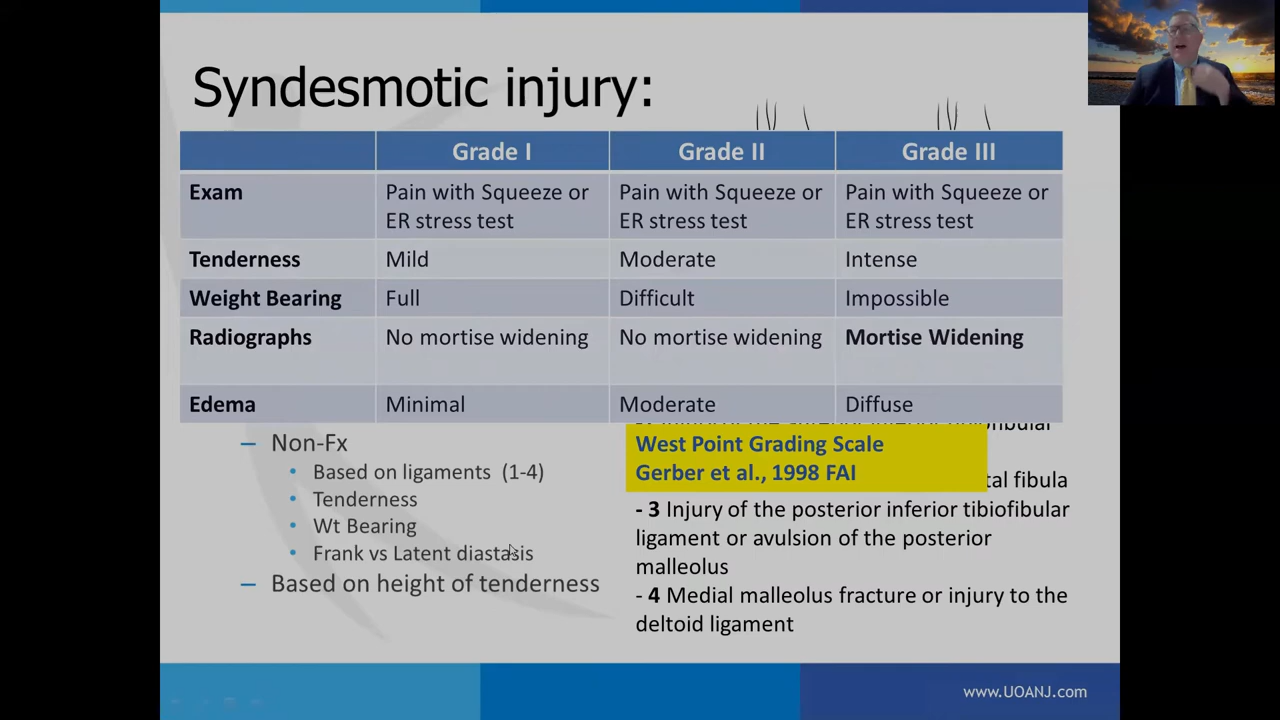 Syndesmotic injury:
Grade I Grade II Grade III
Exam Pain with Squeeze or ER stress test Pain with Squeeze or ER stress test Pain with Squeeze or ER stress test
Tenderness Mild Moderate Intense
Weight Bearing Full Difficult Impossible
Radiographs No mortise widening No mortise widening Mortise Widening
Edema Minimal Moderate Diffuse
– Non-Fx
• Based on ligaments (1-4)
• Tenderness
• Wt Bearing
• Frank vs Latent diastasis
– Based on height of tenderness
West Point Grading Scale
Gerber et al., 1998 FAI
fibula
- 3 Injury of the posterior inferior tibiofibular
ligament or avulsion of the posterior
malleolus
- 4 Medial malleolus fracture or injury to the
deltoid ligament
www.UOANJ.com